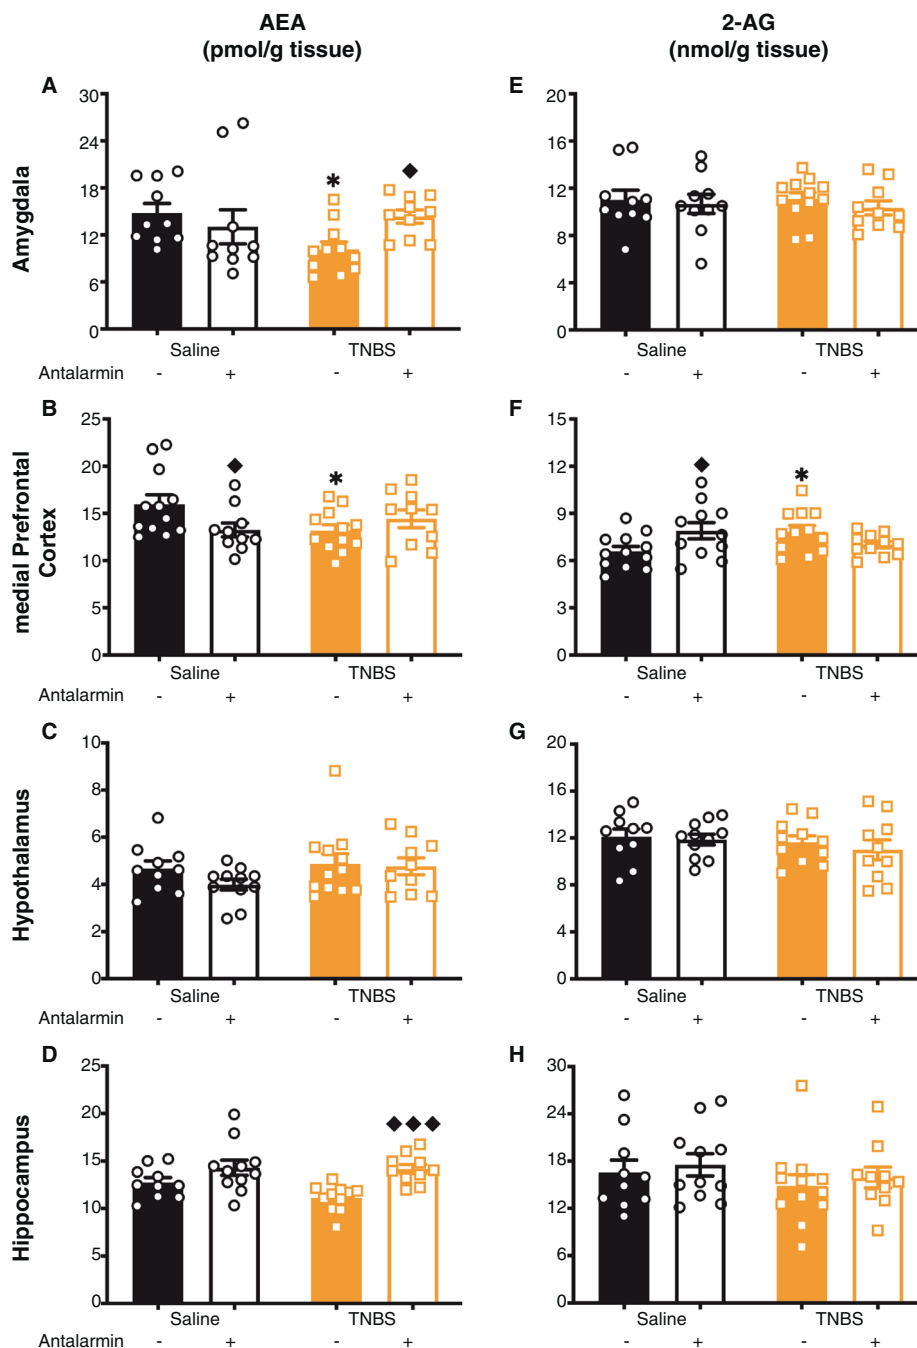 AEA
(pmol/g tissue)
2-AG
(nmol/g tissue)
Amygdala
A
30
24
18
12
6
0
*
◆
Saline
TNBS
Antalarmin - + - +
E
20
16
12
8
4
0
Saline
TNBS
- + - +
medial Prefrontal
Cortex
B
25
20
15
10
5
0
◆
*
Saline
TNBS
Antalarmin - + - +
F
15
12
9
6
3
0
◆
*
Saline
TNBS
- + - +
Hypothalamus
C
10
8
6
4
2
0
Saline
TNBS
Antalarmin - + - +
G
20
16
12
8
4
0
Saline
TNBS
- + - +
Hippocampus
D
25
20
15
10
5
0
◆◆◆
Saline
TNBS
Antalarmin - + - +
H
30
24
18
12
6
0
Saline
TNBS
- + - +